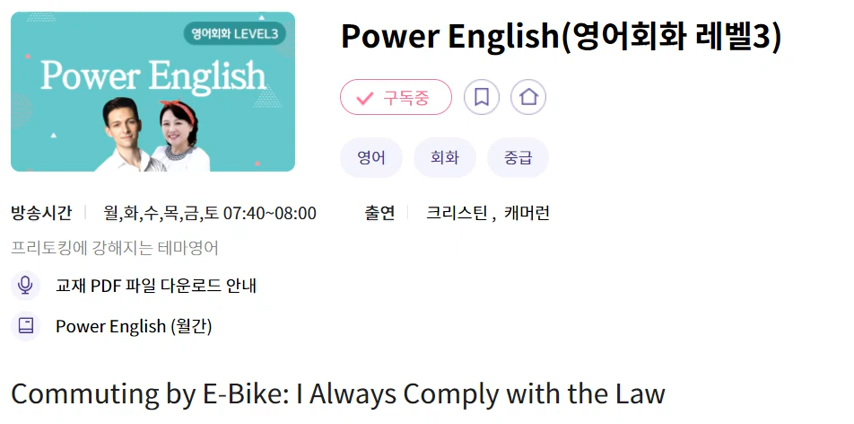 영어회화 LEVEL3
Power English
Power English(영어회화 레벨3)
구독중
영어 회화 중급
방송시간 월,화,수,목,금,토 07:40~08:00 출연 크리스틴 , 캐머런
프리토킹에 강해지는 테마영어
교재 PDF 파일 다운로드 안내
Power English (월간)
Commuting by E-Bike: I Always Comply with the Law